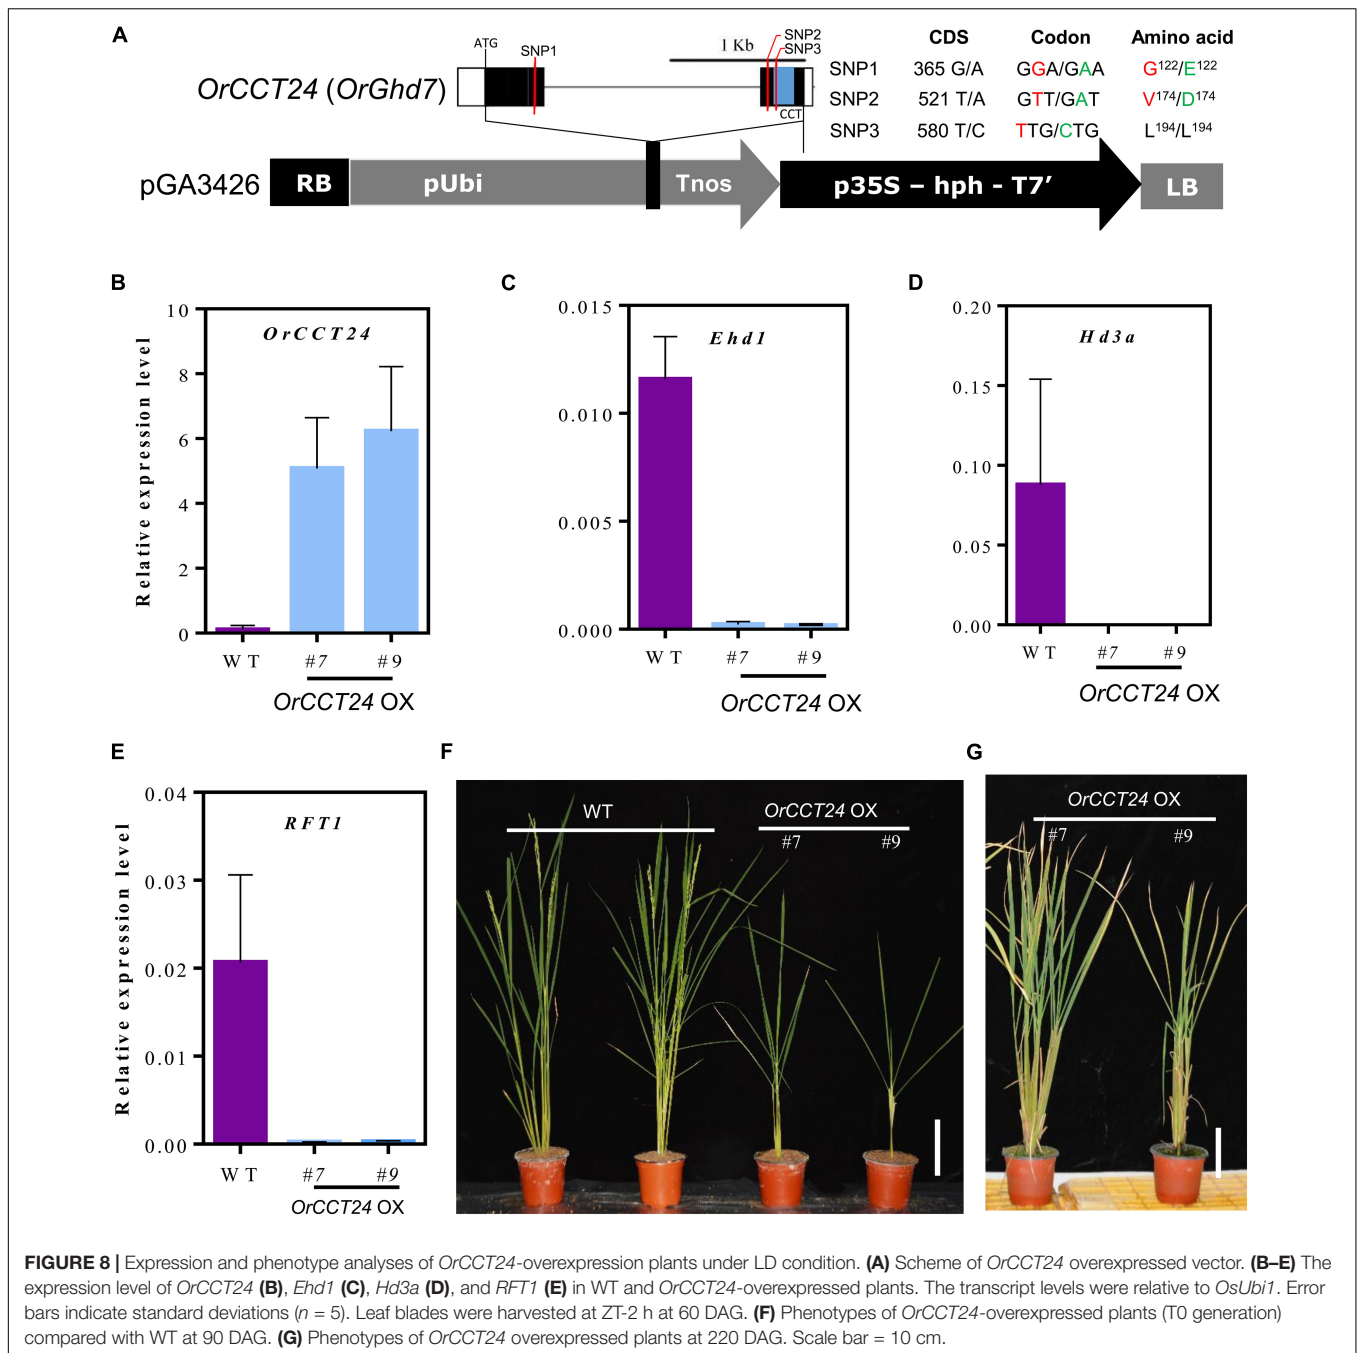 A
ATG
SNP1
1 Kb
SNP2
SNP3
CDS Codon Amino acid
OrCCT24 (OrGhd7)
CCT
SNP1 365 G/A GGA/GAA G122/E122
SNP2 521 T/A GTT/GAT V174/D174
SNP3 580 T/C TTG/CTG L194/L194
pGA3426 RB pUbi Tnos p35S – hph - T7′ LB
B
Relative expression level
OrCCT24
10
8
6
4
2
0
WT #7 #9
OrCCT24 OX
C
Ehd1
0.015
0.010
0.005
0.000
WT #7 #9
OrCCT24 OX
D
Hd3a
0.20
0.15
0.10
0.05
0.00
WT #7 #9
OrCCT24 OX
E
Relative expression level
RFT1
0.04
0.03
0.02
0.01
0.00
WT #7 #9
OrCCT24 OX
F
WT OrCCT24 OX
#7 #9
G
OrCCT24 OX
#7 #9
FIGURE 8 | Expression and phenotype analyses of OrCCT24-overexpression plants under LD condition. (A) Scheme of OrCCT24 overexpressed vector. (B–E) The
expression level of OrCCT24 (B), Ehd1 (C), Hd3a (D), and RFT1 (E) in WT and OrCCT24-overexpressed plants. The transcript levels were relative to OsUbi1. Error
bars indicate standard deviations (n = 5). Leaf blades were harvested at ZT-2 h at 60 DAG. (F) Phenotypes of OrCCT24-overexpressed plants (T0 generation)
compared with WT at 90 DAG. (G) Phenotypes of OrCCT24 overexpressed plants at 220 DAG. Scale bar = 10 cm.